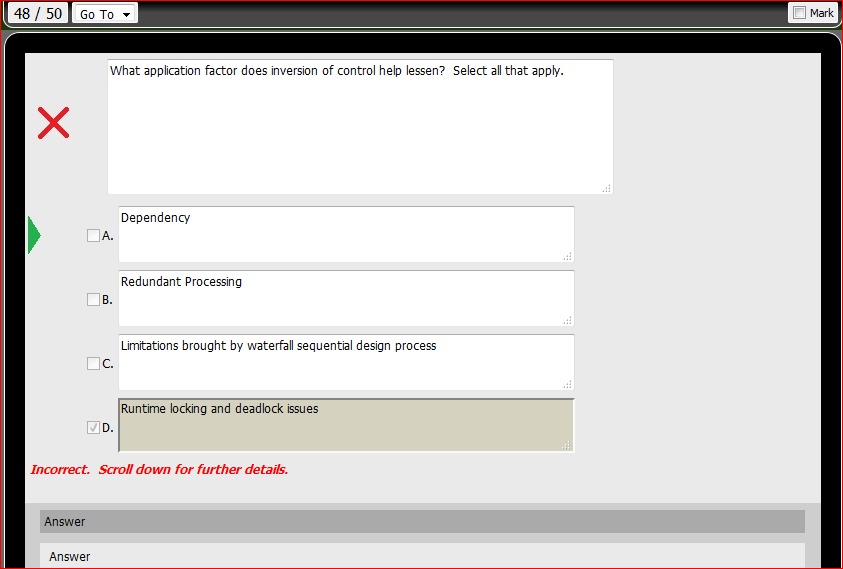 48 / 50 Go To Mark
What application factor does inversion of control help lessen?  Select all that apply.
A. Dependency
B. Redundant Processing
C. Limitations brought by waterfall sequential design process
D. Runtime locking and deadlock issues
Incorrect.  Scroll down for further details.
Answer
Answer